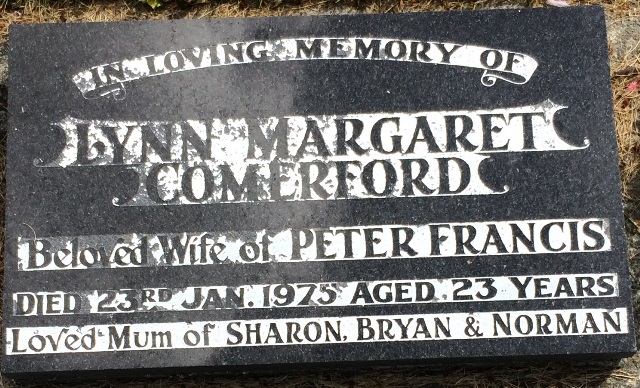 IN LOVING MEMORY OF
LYNN MARGARET
COMERFORD
Beloved Wife of PETER FRANCIS
DIED 23RD JAN. 1975 AGED 23 YEARS
Loved Mum of SHARON, BRYAN & NORMAN